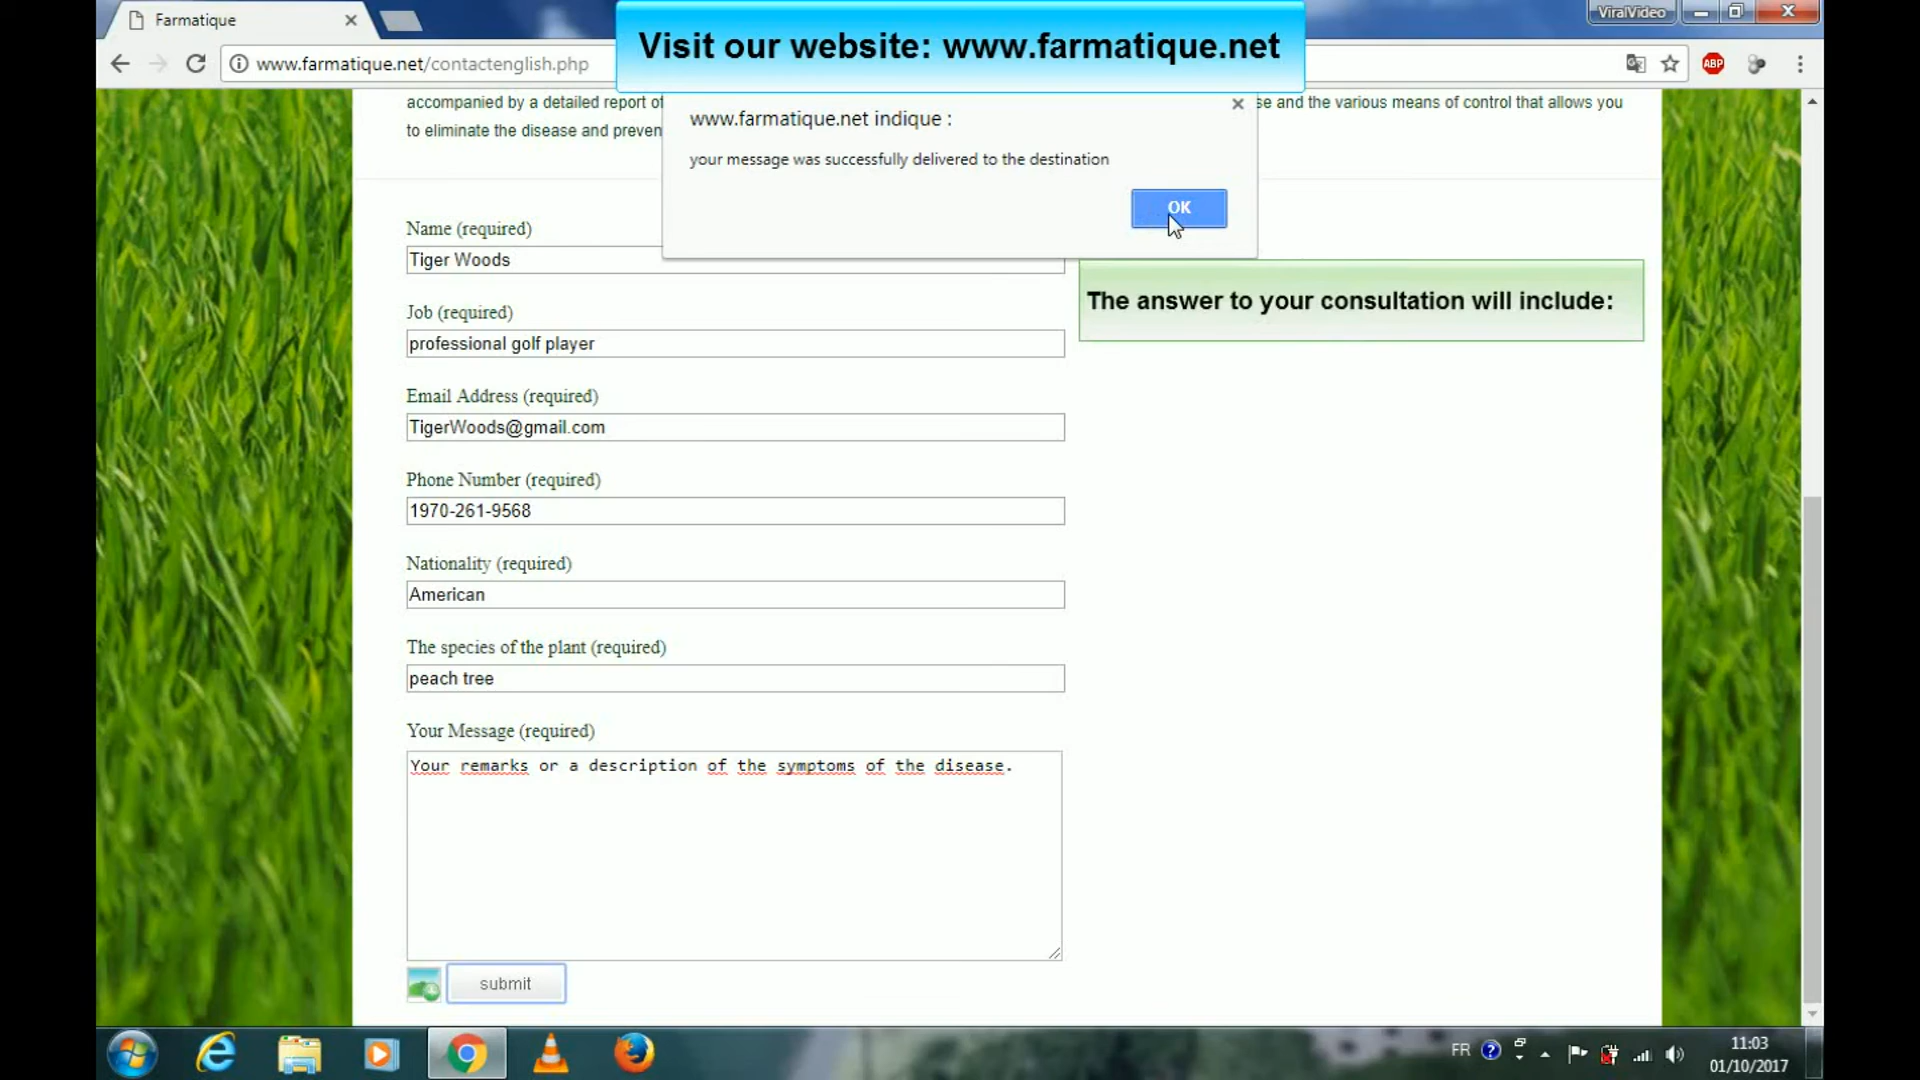 Farmatique
ViralVideo
Visit our website: www.farmatique.net
www.farmatique.net/contactenglish.php
ABP
accompanied by a detailed report of
se and the various means of control that allows you
to eliminate the disease and preven
www.farmatique.net indique :
your message was successfully delivered to the destination
OK
Name (required)
Tiger Woods
The answer to your consultation will include:
Job (required)
professional golf player
Email Address (required)
TigerWoods@gmail.com
Phone Number (required)
1970-261-9568
Nationality (required)
American
The species of the plant (required)
peach tree
Your Message (required)
Your remarks or a description of the symptoms of the disease.
submit
FR
11:03
01/10/2017